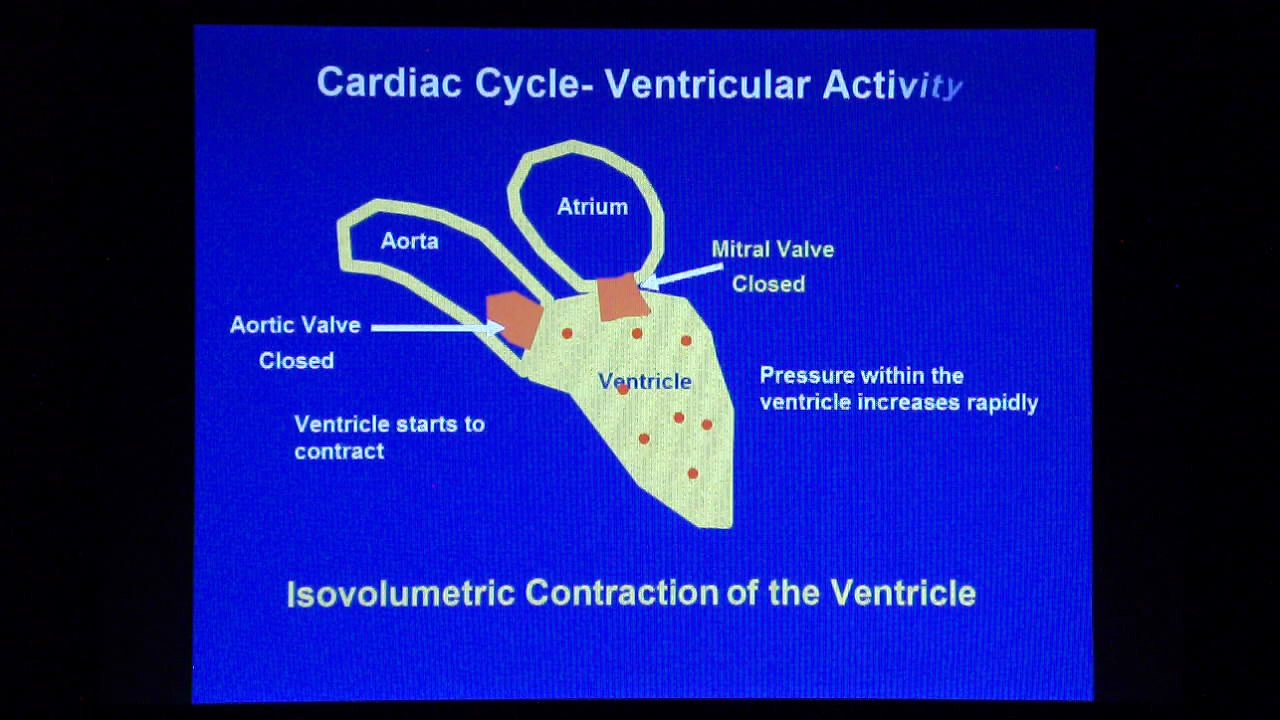 Cardiac Cycle- Ventricular Activity
Atrium
Aorta
Mitral Valve
Closed
Aortic Valve
Closed
Ventricle
Pressure within the
ventricle increases rapidly
Ventricle starts to
contract
Isovolumetric Contraction of the Ventricle